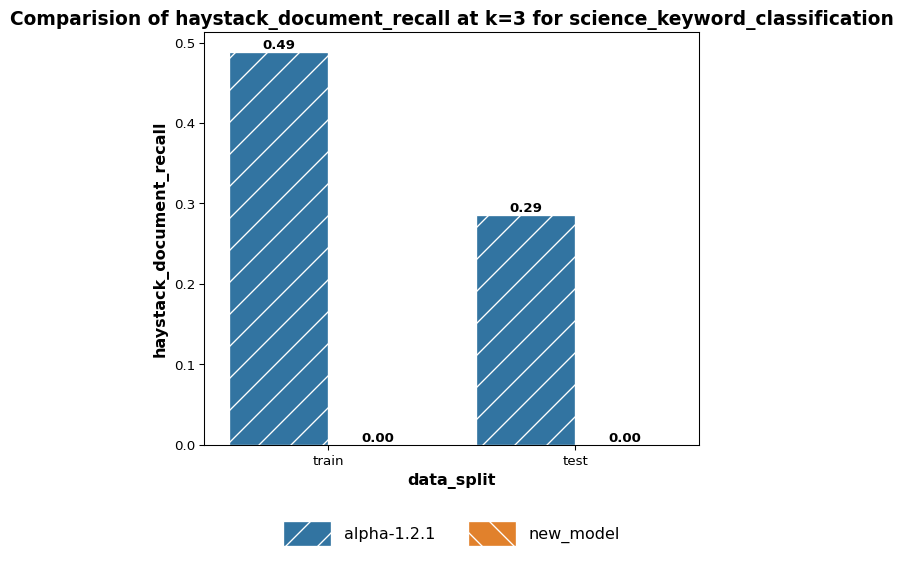 Comparision of haystack_document_recall at k=3 for science_keyword_classification
0.5
0.4
0.3
0.2
0.1
0.0
haystack_document_recall
0.49
0.00
0.29
0.00
train
test
data_split
alpha-1.2.1
new_model